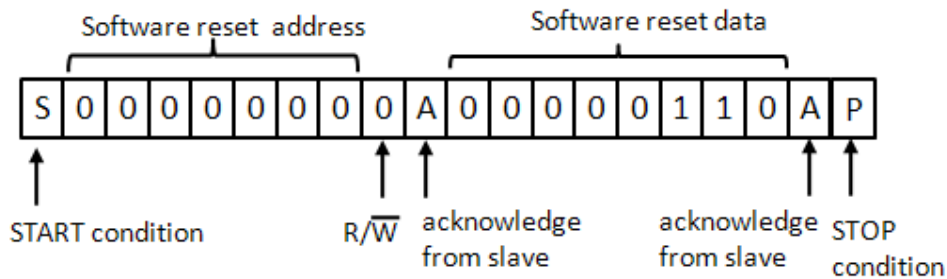 Software reset address Software reset data
S 0 0 0 0 0 0 0 0 A 0 0 0 0 0 1 1 0 A P
START condition R/W̅ acknowledge from slave acknowledge from slave STOP condition